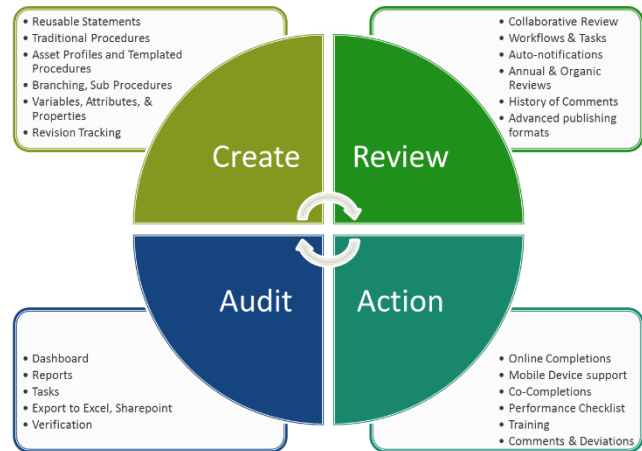 • Reusable Statements
• Traditional Procedures
• Asset Profiles and Templated
Procedures
• Branching, Sub Procedures
• Variables, Attributes, &
Properties
• Revision Tracking
• Collaborative Review
• Workflows & Tasks
• Auto-notifications
• Annual & Organic
Reviews
• History of Comments
• Advanced publishing
formats
Create
Review
Audit
Action
• Dashboard
• Reports
• Tasks
• Export to Excel, Sharepoint
• Verification
• Online Completions
• Mobile Device support
• Co-Completions
• Performance Checklist
• Training
• Comments & Deviations